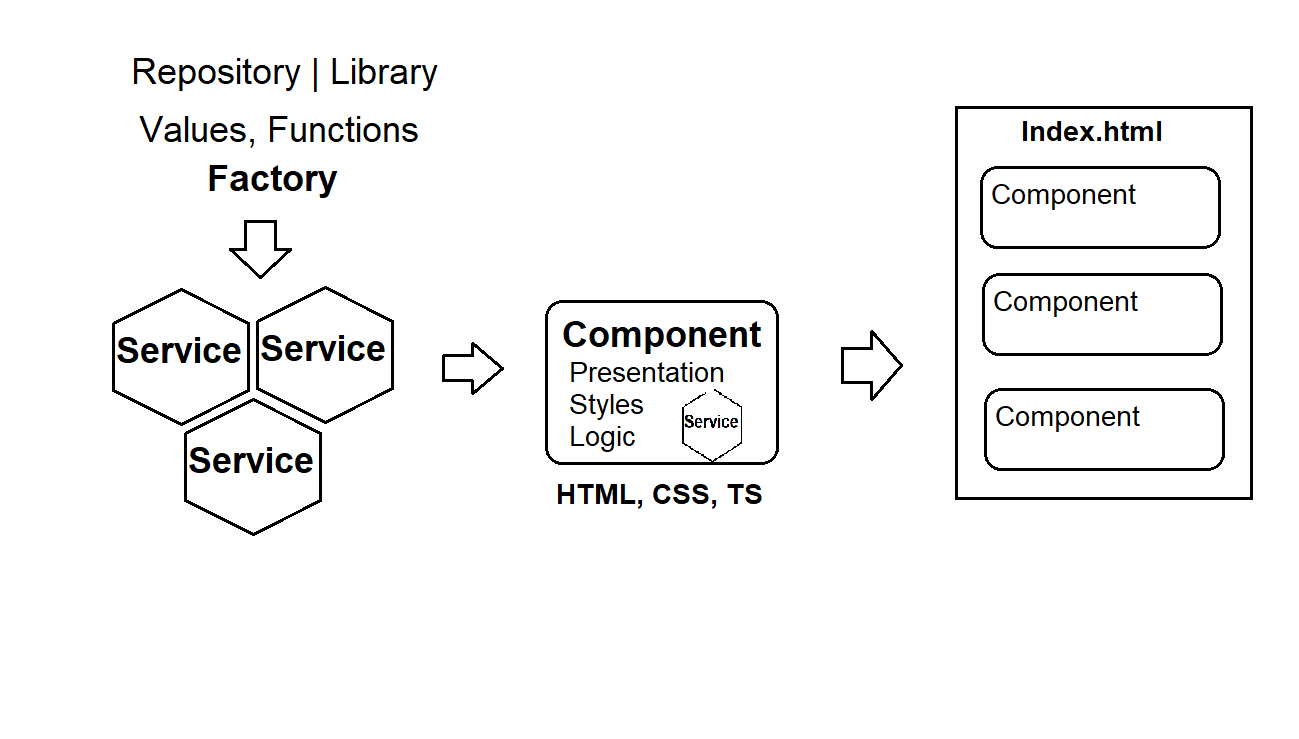 Repository | Library
Values, Functions
Factory
Service
Service
Service
Component
Presentation
Styles
Logic
Service
HTML, CSS, TS
Index.html
Component
Component
Component